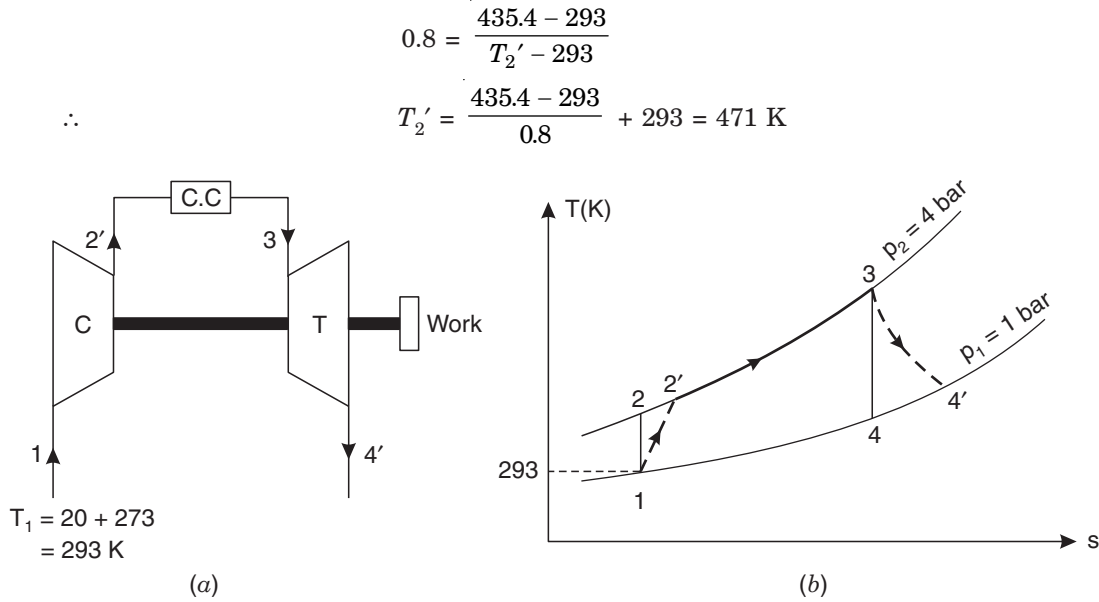 0.8 = (435.4 – 293) / (T₂′ – 293)
∴ T₂′ = (435.4 – 293) / 0.8 + 293 = 471 K
C.C
2′
3
C
T
Work
1
4′
T₁ = 20 + 273
= 293 K
(a)
T(K)
p₂ = 4 bar
3
p₁ = 1 bar
2
2′
4′
4
293
1
s
(b)